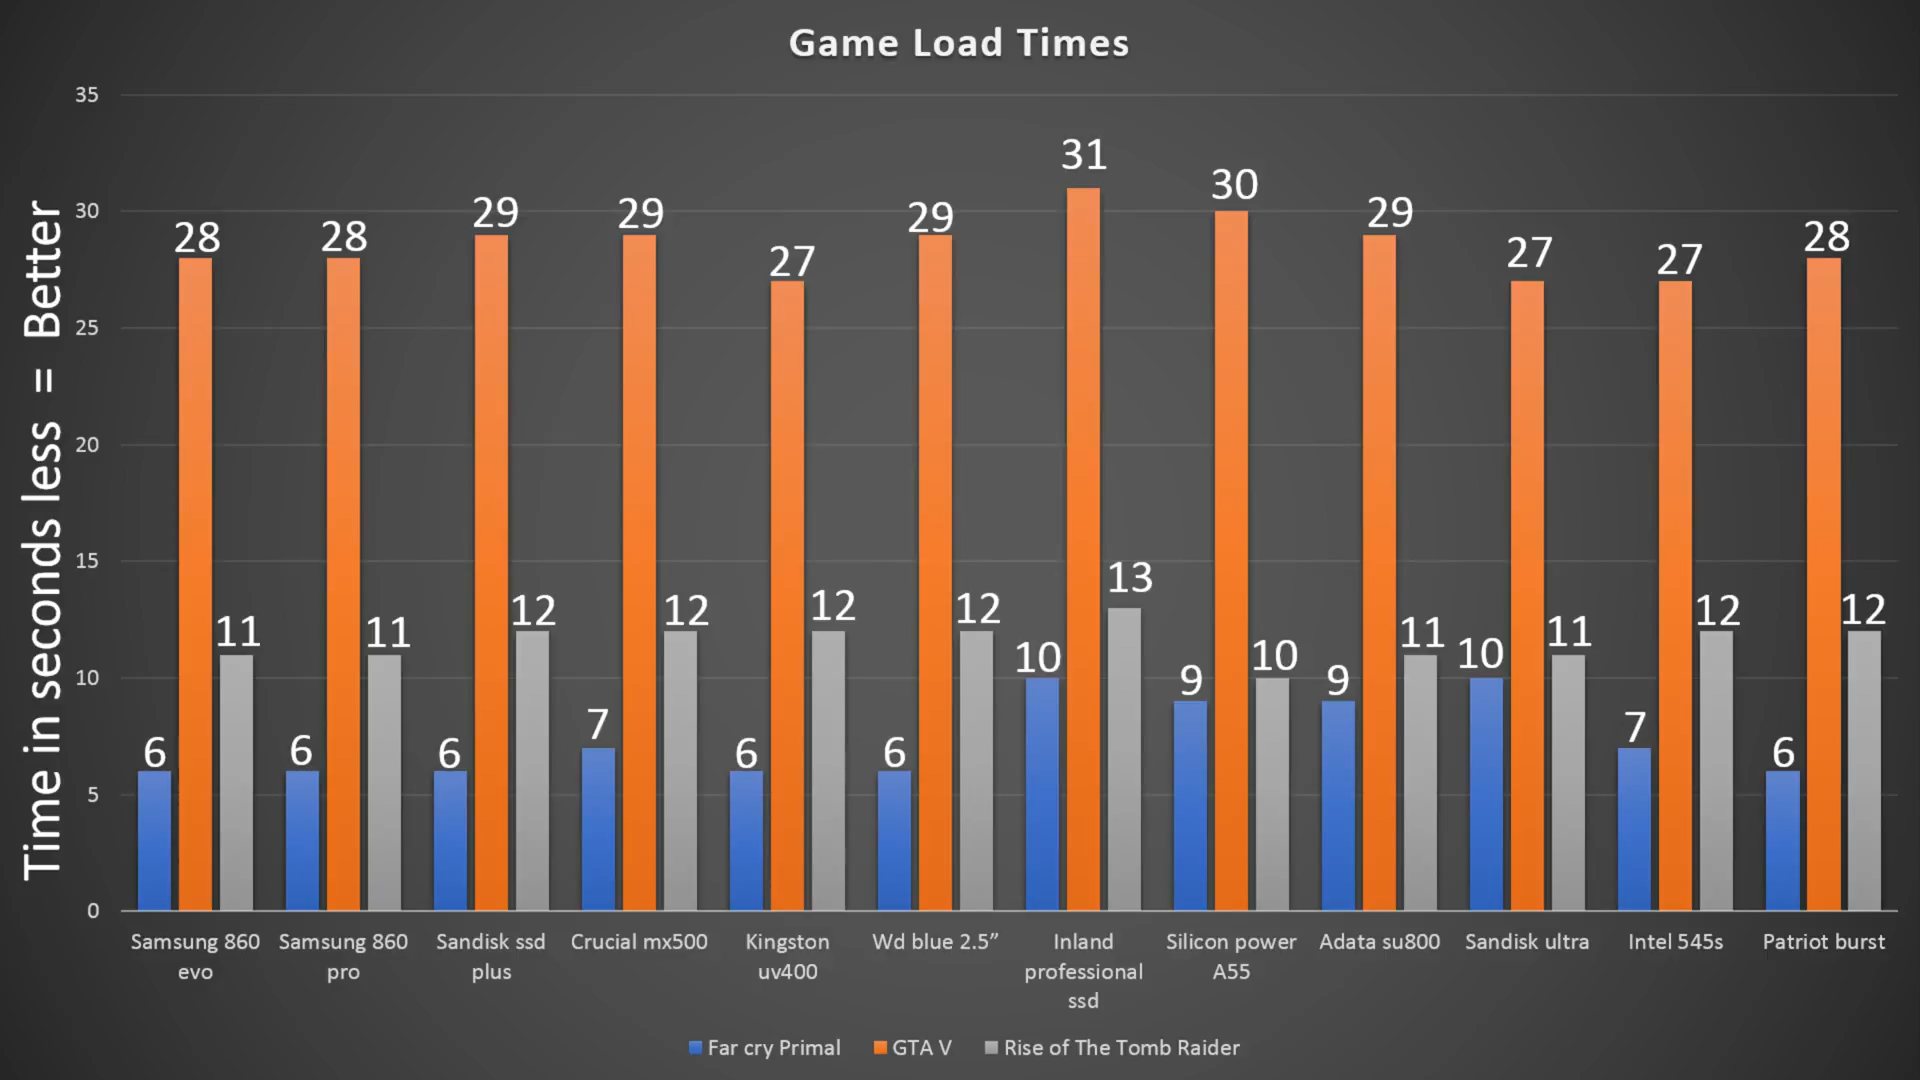 Game Load Times
Time in seconds less = Better
35
30
25
20
15
10
5
0
6
28
11
6
28
11
6
29
12
7
29
12
6
27
12
6
29
12
10
31
13
9
30
10
9
29
11
10
27
11
7
27
12
6
28
12
Samsung 860
evo
Samsung 860
pro
Sandisk ssd
plus
Crucial mx500
Kingston
uv400
Wd blue 2.5”
Inland
professional
ssd
Silicon power
A55
Adata su800
Sandisk ultra
Intel 545s
Patriot burst
Far cry Primal
GTA V
Rise of The Tomb Raider